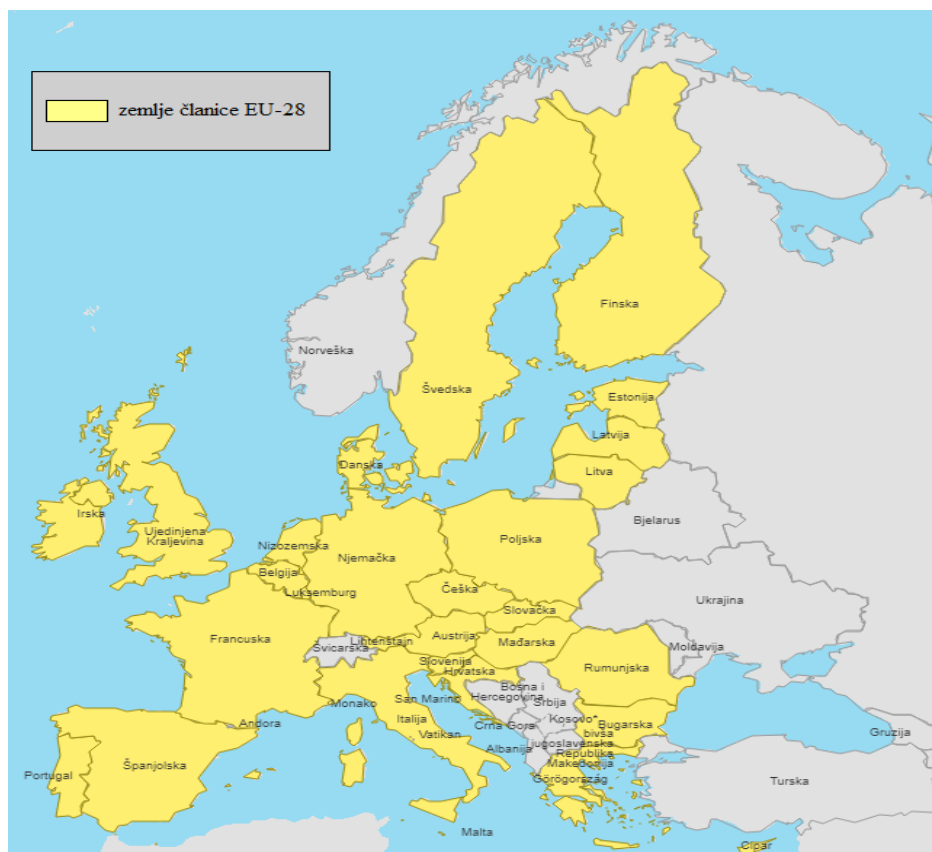 zemlje članice EU-28
Finska
Norveška
Švedska
Estonija
Latvija
Danska
Litva
Irska
Ujedinjena
Kraljevina
Bjelarus
Nizozemska
Poljska
Njemačka
Belgija
Češka
Luksemburg
Ukrajina
Slovačka
Francuska
Austrija
Lihtenštajn
Mađarska
Švicarska
Moldavija
Slovenija
Rumunjska
Hrvatska
Bosna i
Hercegovina
San Marino
Srbija
Monako
Italija
Kosovo*
Andora
Crna Gora
Bugarska
Vatikan
bivša
Gruzija
jugoslavenska
Albanija
Republika
Makedonija
Španjolska
Portugal
Görögország
Turska
Malta
Cipar